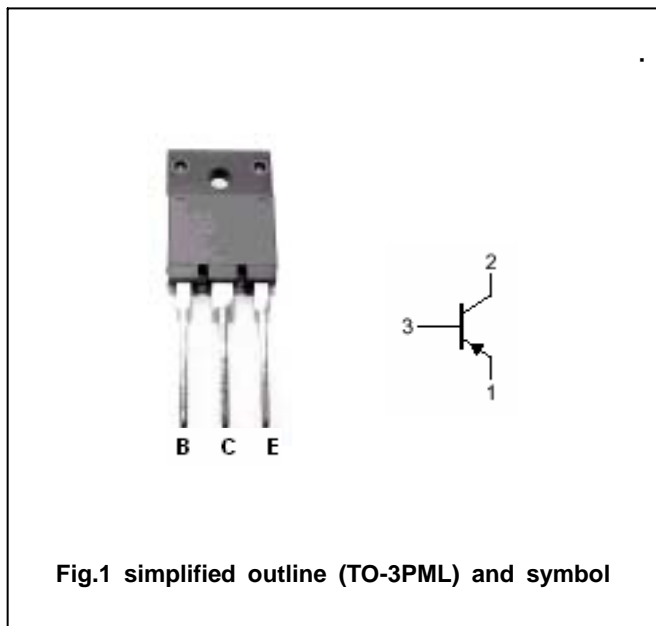 .
2
3
1
B C E
Fig.1 simplified outline (TO-3PML) and symbol